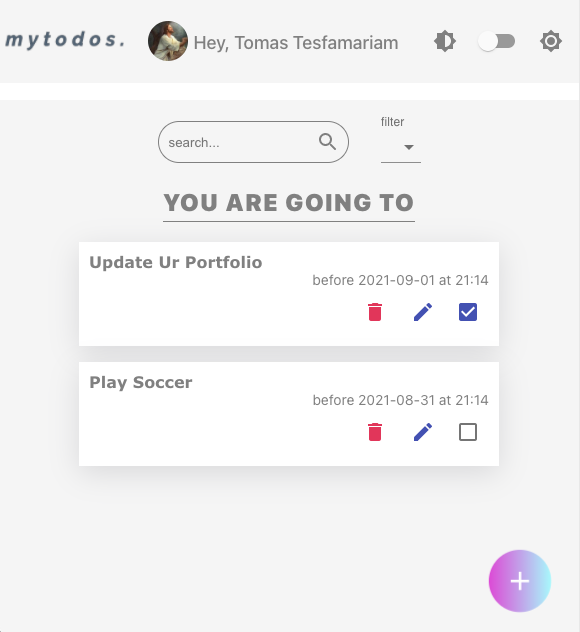 mytodos.
Hey, Tomas Tesfamariam
search...
filter
YOU ARE GOING TO
Update Ur Portfolio
before 2021-09-01 at 21:14
Play Soccer
before 2021-08-31 at 21:14